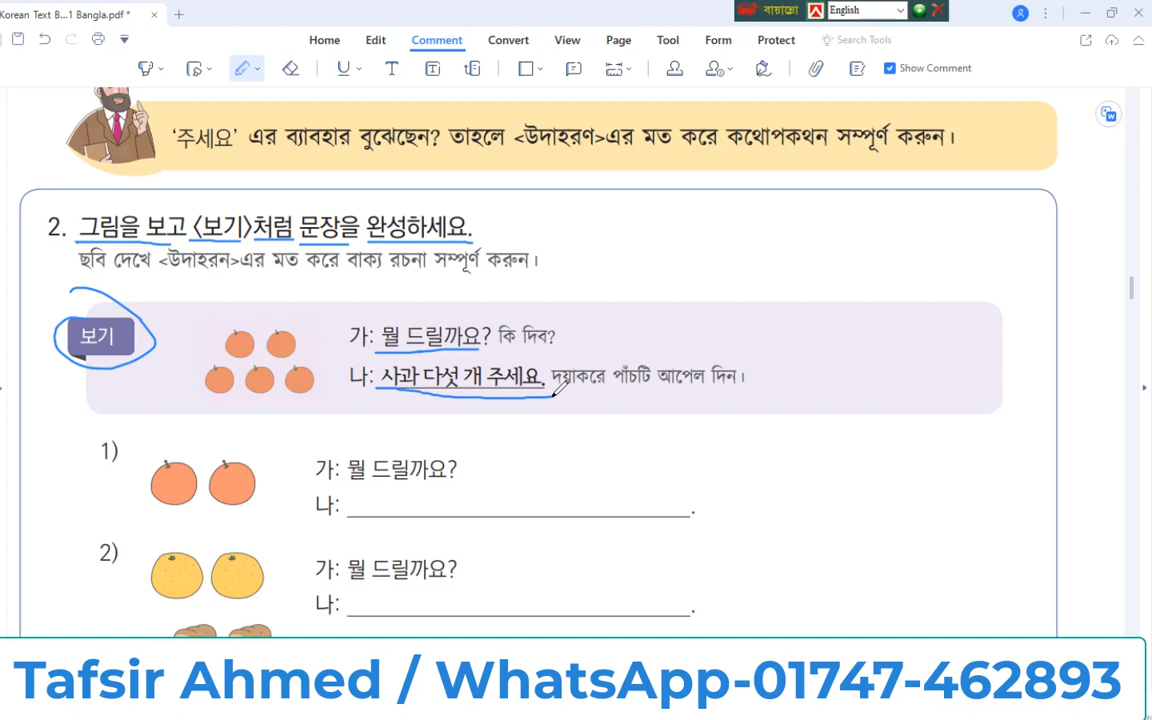 Korean Text B...1 Bangla.pdf *
বায়ান্নো
English
Home Edit Comment Convert View Page Tool Form Protect Search Tools
Show Comment
‘주세요’ এর ব্যাবহার বুঝেছেন? তাহলে <উদাহরণ>এর মত করে কথোপকথন সম্পূর্ণ করুন।
2. 그림을 보고 〈보기〉처럼 문장을 완성하세요.
ছবি দেখে <উদাহরন>এর মত করে বাক্য রচনা সম্পূর্ণ করুন।
보기
가: 뭘 드릴까요? কি দিব?
나: 사과 다섯 개 주세요. দয়াকরে পাঁচটি আপেল দিন।
1)
가: 뭘 드릴까요?
나: .
2)
가: 뭘 드릴까요?
나: .
Tafsir Ahmed / WhatsApp-01747-462893